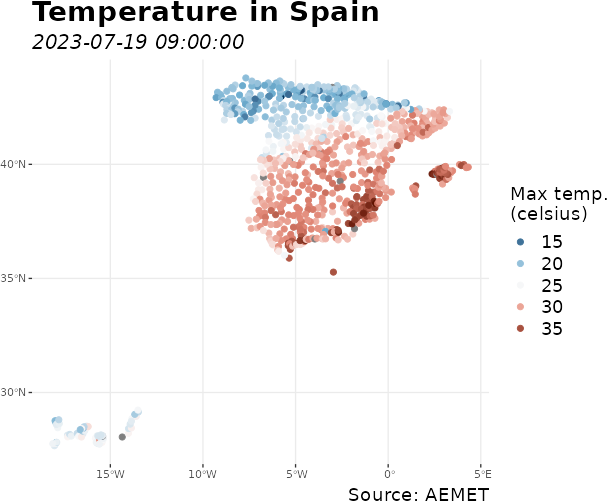 Temperature in Spain
2023-07-19 09:00:00
40°N
35°N
30°N
15°W
10°W
5°W
0°
5°E
Max temp.
(celsius)
15
20
25
30
35
Source: AEMET